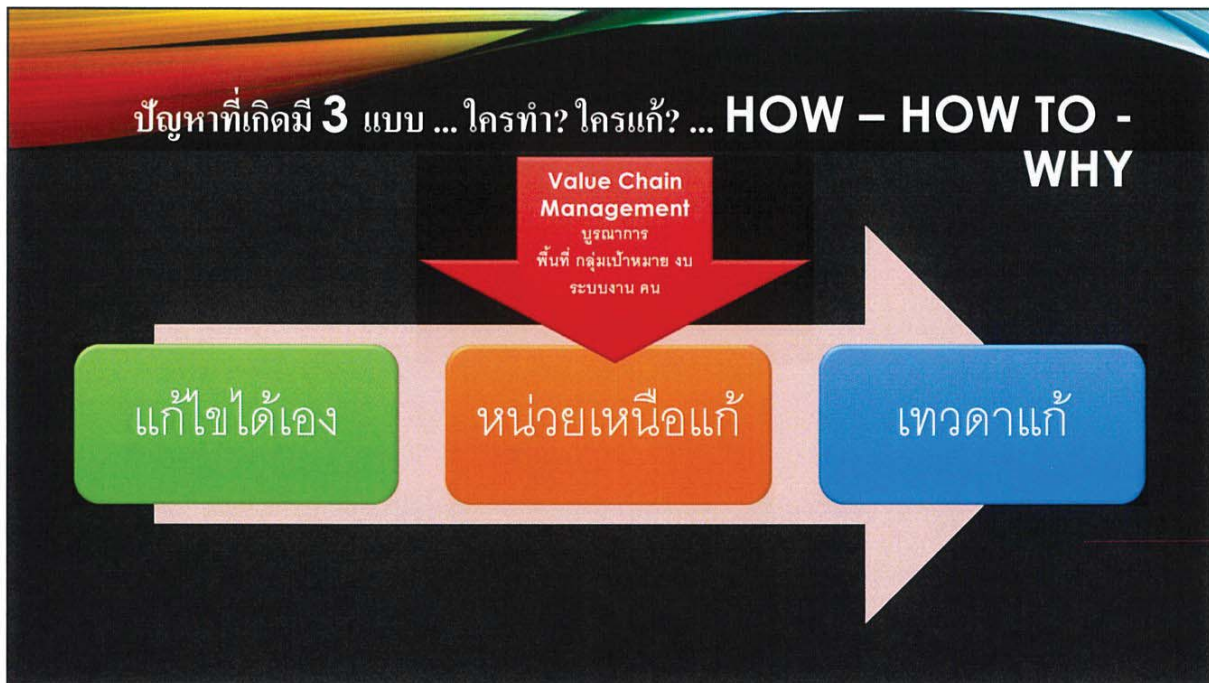 ปัญหาที่เกิดมี 3 แบบ ... ใครทำ? ใครแก้? ... HOW – HOW TO -
WHY
Value Chain
Management
บูรณาการ
พื้นที่ กลุ่มเป้าหมาย งบ
ระบบงาน คน
แก้ไขได้เอง
หน่วยเหนือแก้
เทวดาแก้